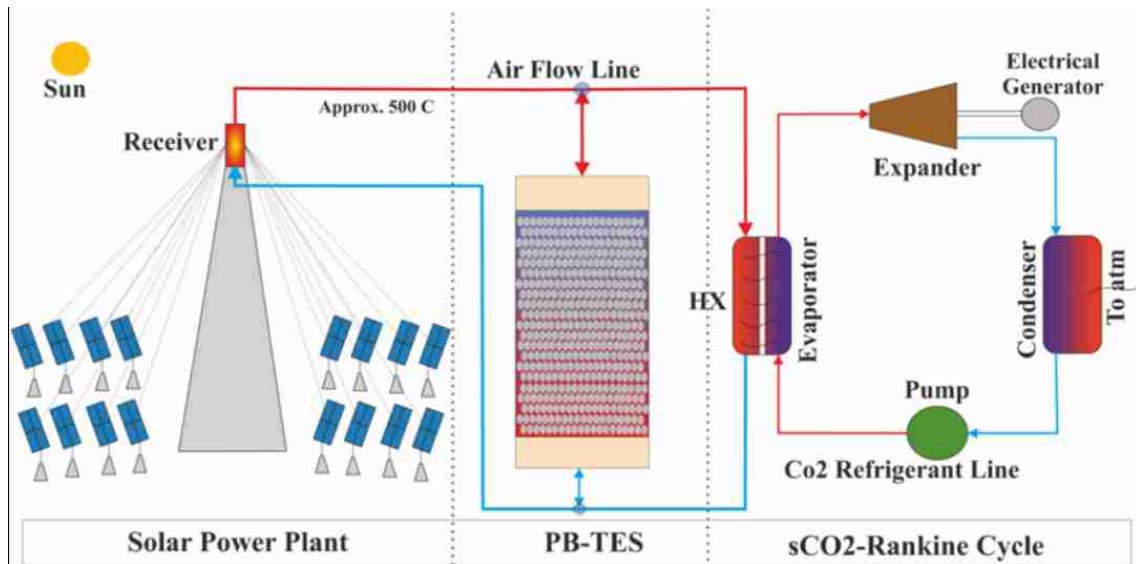 Sun
Receiver
Approx. 500 C
Air Flow Line
Electrical
Generator
Expander
HX
Evaporator
Condenser
To atm
Pump
Co2 Refrigerant Line
Solar Power Plant
PB-TES
sCO2-Rankine Cycle